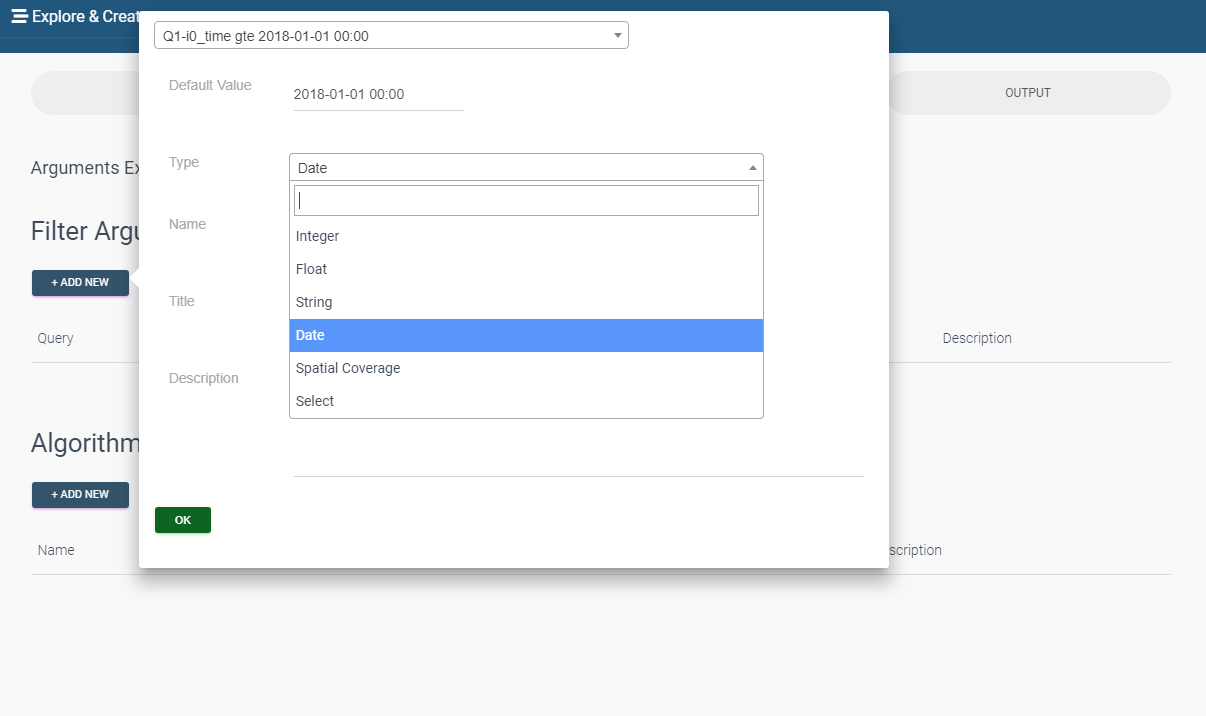 Explore & Creat
Q1-i0_time gte 2018-01-01 00:00
Default Value
2018-01-01 00:00
OUTPUT
Arguments Ex
Type
Date
Filter Argu
Name
Integer
Float
+ ADD NEW
Title
String
Query
Date
Description
Spatial Coverage
Description
Select
Algorithm
+ ADD NEW
OK
Name
scription